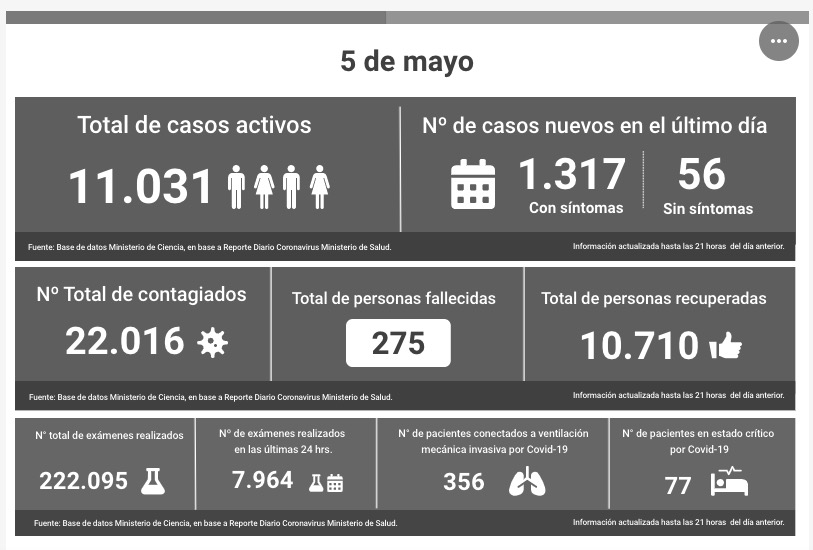 5 de mayo
Total de casos activos
11.031
Nº de casos nuevos en el último día
1.317
Con síntomas
56
Sin síntomas
Fuente: Base de datos Ministerio de Ciencia, en base a Reporte Diario Coronavirus Ministerio de Salud.
Información actualizada hasta las 21 horas del día anterior.
Nº Total de contagiados
22.016
Total de personas fallecidas
275
Total de personas recuperadas
10.710
Fuente: Base de datos Ministerio de Ciencia, en base a Reporte Diario Coronavirus Ministerio de Salud.
Información actualizada hasta las 21 horas del día anterior.
N° total de exámenes realizados
222.095
Nº de exámenes realizados
en las últimas 24 hrs.
7.964
N° de pacientes conectados a ventilación
mecánica invasiva por Covid-19
356
N° de pacientes en estado crítico
por Covid-19
77
Fuente: Base de datos Ministerio de Ciencia, en base a Reporte Diario Coronavirus Ministerio de Salud.
Información actualizada hasta las 21 horas del día anterior.